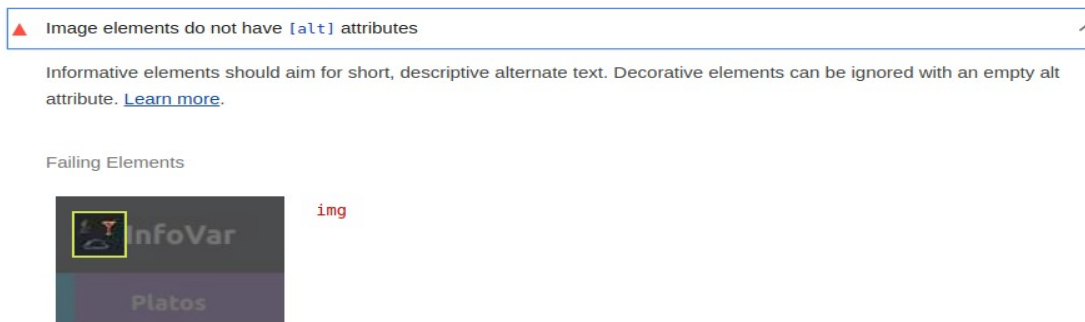 Image elements do not have [alt] attributes
Informative elements should aim for short, descriptive alternate text. Decorative elements can be ignored with an empty alt
attribute. Learn more.
Failing Elements
img
InfoVar
Platos